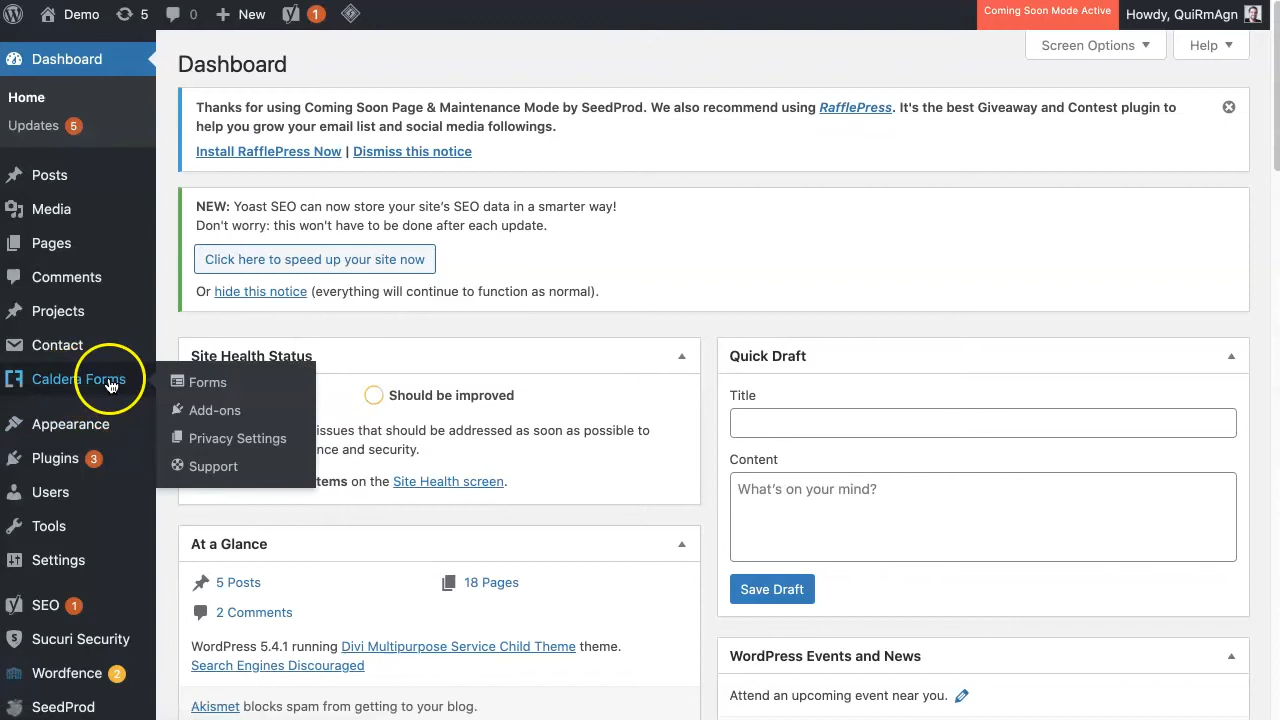 Demo
5
0
New
1
Coming Soon Mode Active
Howdy, QuiRmAgn
Dashboard
Home
Updates 5
Posts
Media
Pages
Comments
Projects
Contact
Caldera Forms
Appearance
Plugins 3
Users
Tools
Settings
SEO 1
Sucuri Security
Wordfence 2
SeedProd
Forms
Add-ons
Privacy Settings
Support
Screen Options
Help
Dashboard
Thanks for using Coming Soon Page & Maintenance Mode by SeedProd. We also recommend using RafflePress. It's the best Giveaway and Contest plugin to
help you grow your email list and social media followings.
Install RafflePress Now | Dismiss this notice
NEW: Yoast SEO can now store your site's SEO data in a smarter way!
Don't worry: this won't have to be done after each update.
Click here to speed up your site now
Or hide this notice (everything will continue to function as normal).
Site Health Status
Should be improved
issues that should be addressed as soon as possible to
nce and security.
tems on the Site Health screen.
At a Glance
5 Posts
18 Pages
2 Comments
WordPress 5.4.1 running Divi Multipurpose Service Child Theme theme.
Search Engines Discouraged
Akismet blocks spam from getting to your blog.
Quick Draft
Title
Content
What's on your mind?
Save Draft
WordPress Events and News
Attend an upcoming event near you.